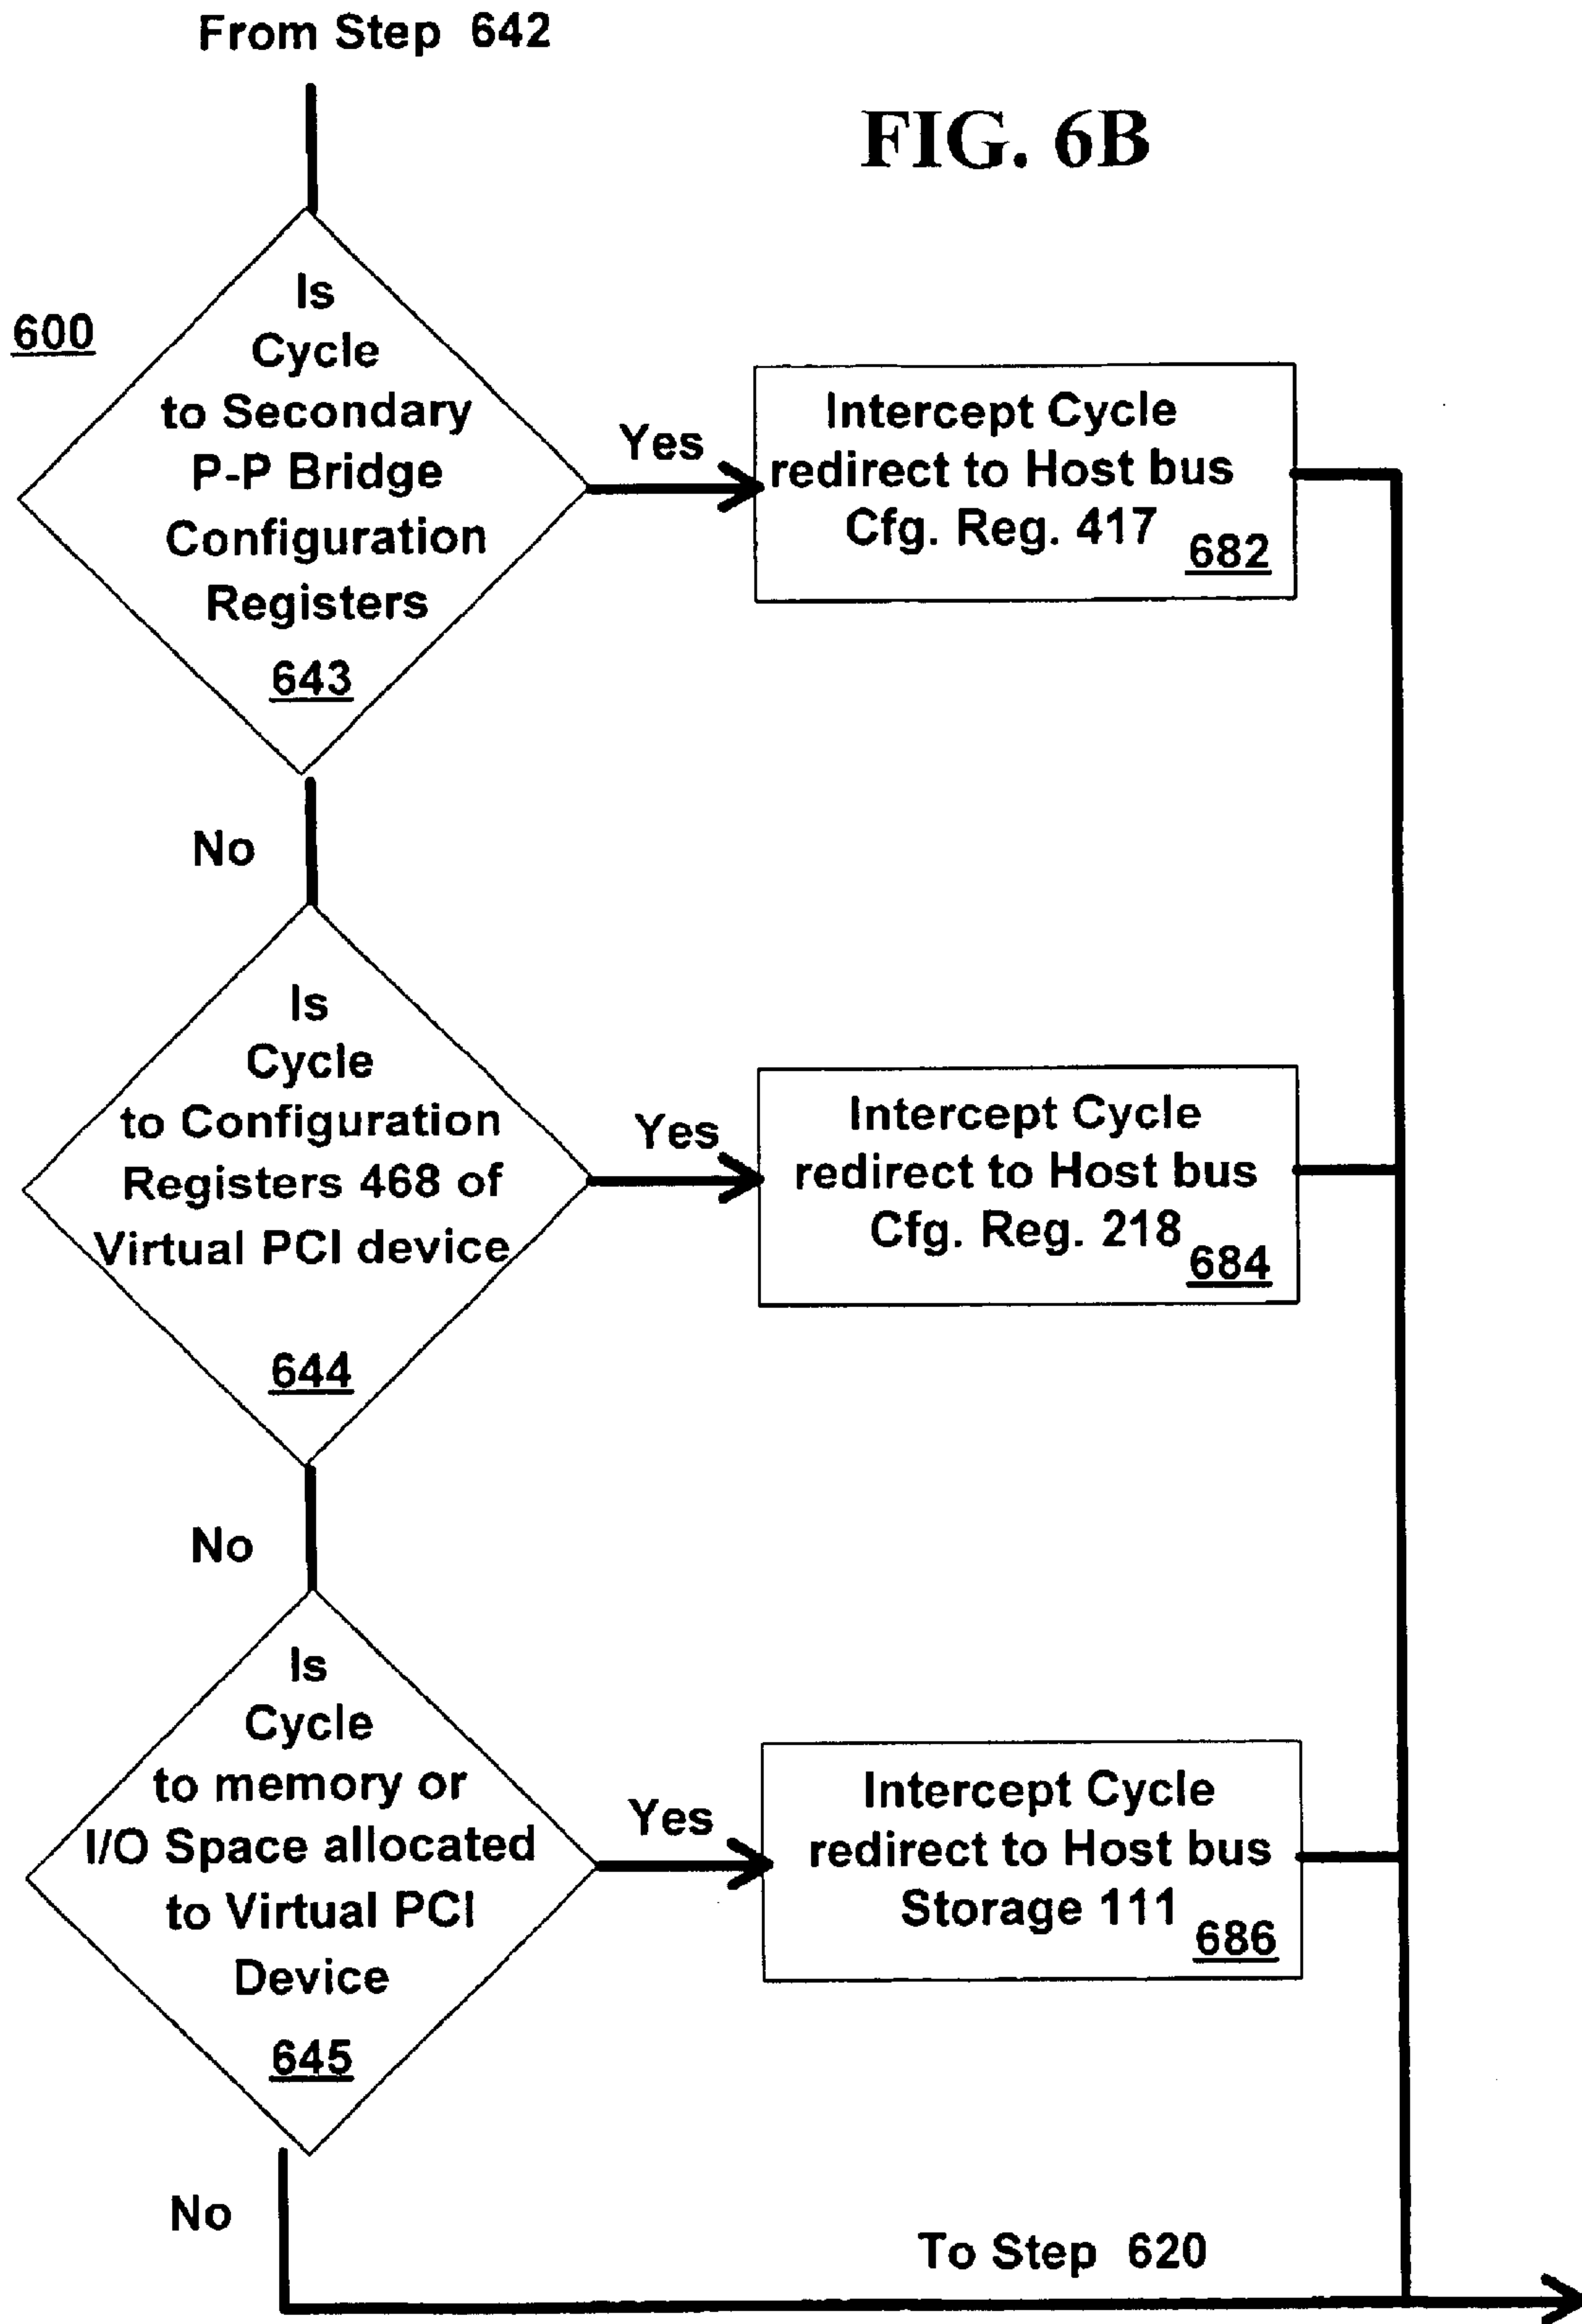 From Step 642
FIG. 6B
600
Is
Cycle
to Secondary
P-P Bridge
Configuration
Registers
643
Yes
Intercept Cycle
redirect to Host bus
Cfg. Reg. 417
682
No
Is
Cycle
to Configuration
Registers 468 of
Virtual PCI device
644
Yes
Intercept Cycle
redirect to Host bus
Cfg. Reg. 218
684
No
Is
Cycle
to memory or
I/O Space allocated
to Virtual PCI
Device
645
Yes
Intercept Cycle
redirect to Host bus
Storage 111
686
No
To Step 620